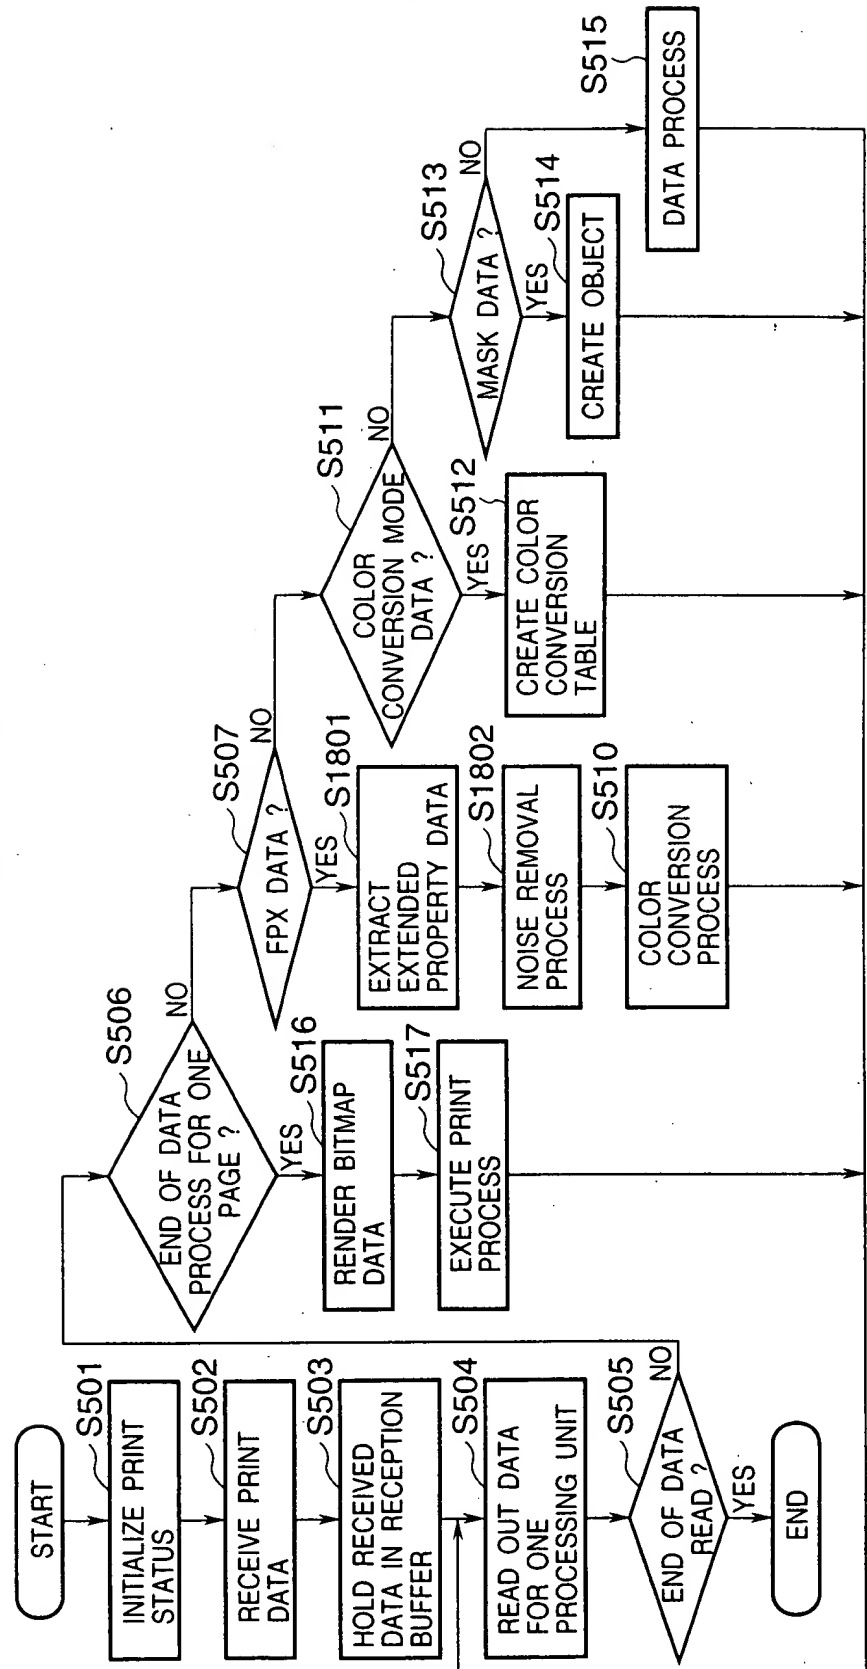 START
S501
INITIALIZE PRINT
STATUS
S502
RECEIVE PRINT
DATA
S503
HOLD RECEIVED
DATA IN RECEPTION
BUFFER
S504
READ OUT DATA
FOR ONE
PROCESSING UNIT
S505
END OF DATA
READ ?
NO
YES
END
S506
END OF DATA
PROCESS FOR ONE
PAGE ?
NO
YES
S516
RENDER BITMAP
DATA
S517
EXECUTE PRINT
PROCESS
S507
FPX DATA ?
NO
YES
S1801
EXTRACT
EXTENDED
PROPERTY DATA
S1802
NOISE REMOVAL
PROCESS
S510
COLOR
CONVERSION
PROCESS
S511
COLOR
CONVERSION MODE
DATA ?
NO
YES
S512
CREATE COLOR
CONVERSION
TABLE
S513
MASK DATA ?
NO
YES
S514
CREATE OBJECT
S515
DATA PROCESS